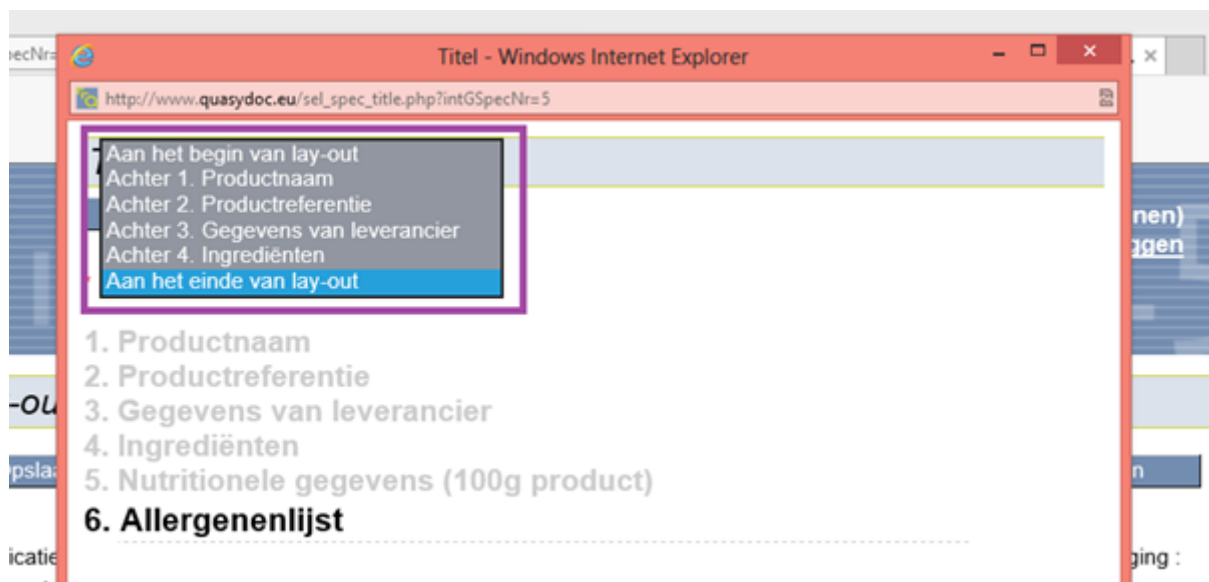 Titel - Windows Internet Explorer
http://www.quasydoc.eu/sel_spec_title.php?intGSpecNr=5
Aan het begin van lay-out
Achter 1. Productnaam
Achter 2. Productreferentie
Achter 3. Gegevens van leverancier
Achter 4. Ingrediënten
Aan het einde van lay-out
nen)
ggen
1. Productnaam
2. Productreferentie
3. Gegevens van leverancier
4. Ingrediënten
5. Nutritionele gegevens (100g product)
6. Allergenenlijst
-ou
pslaa
n
icatie
ging :